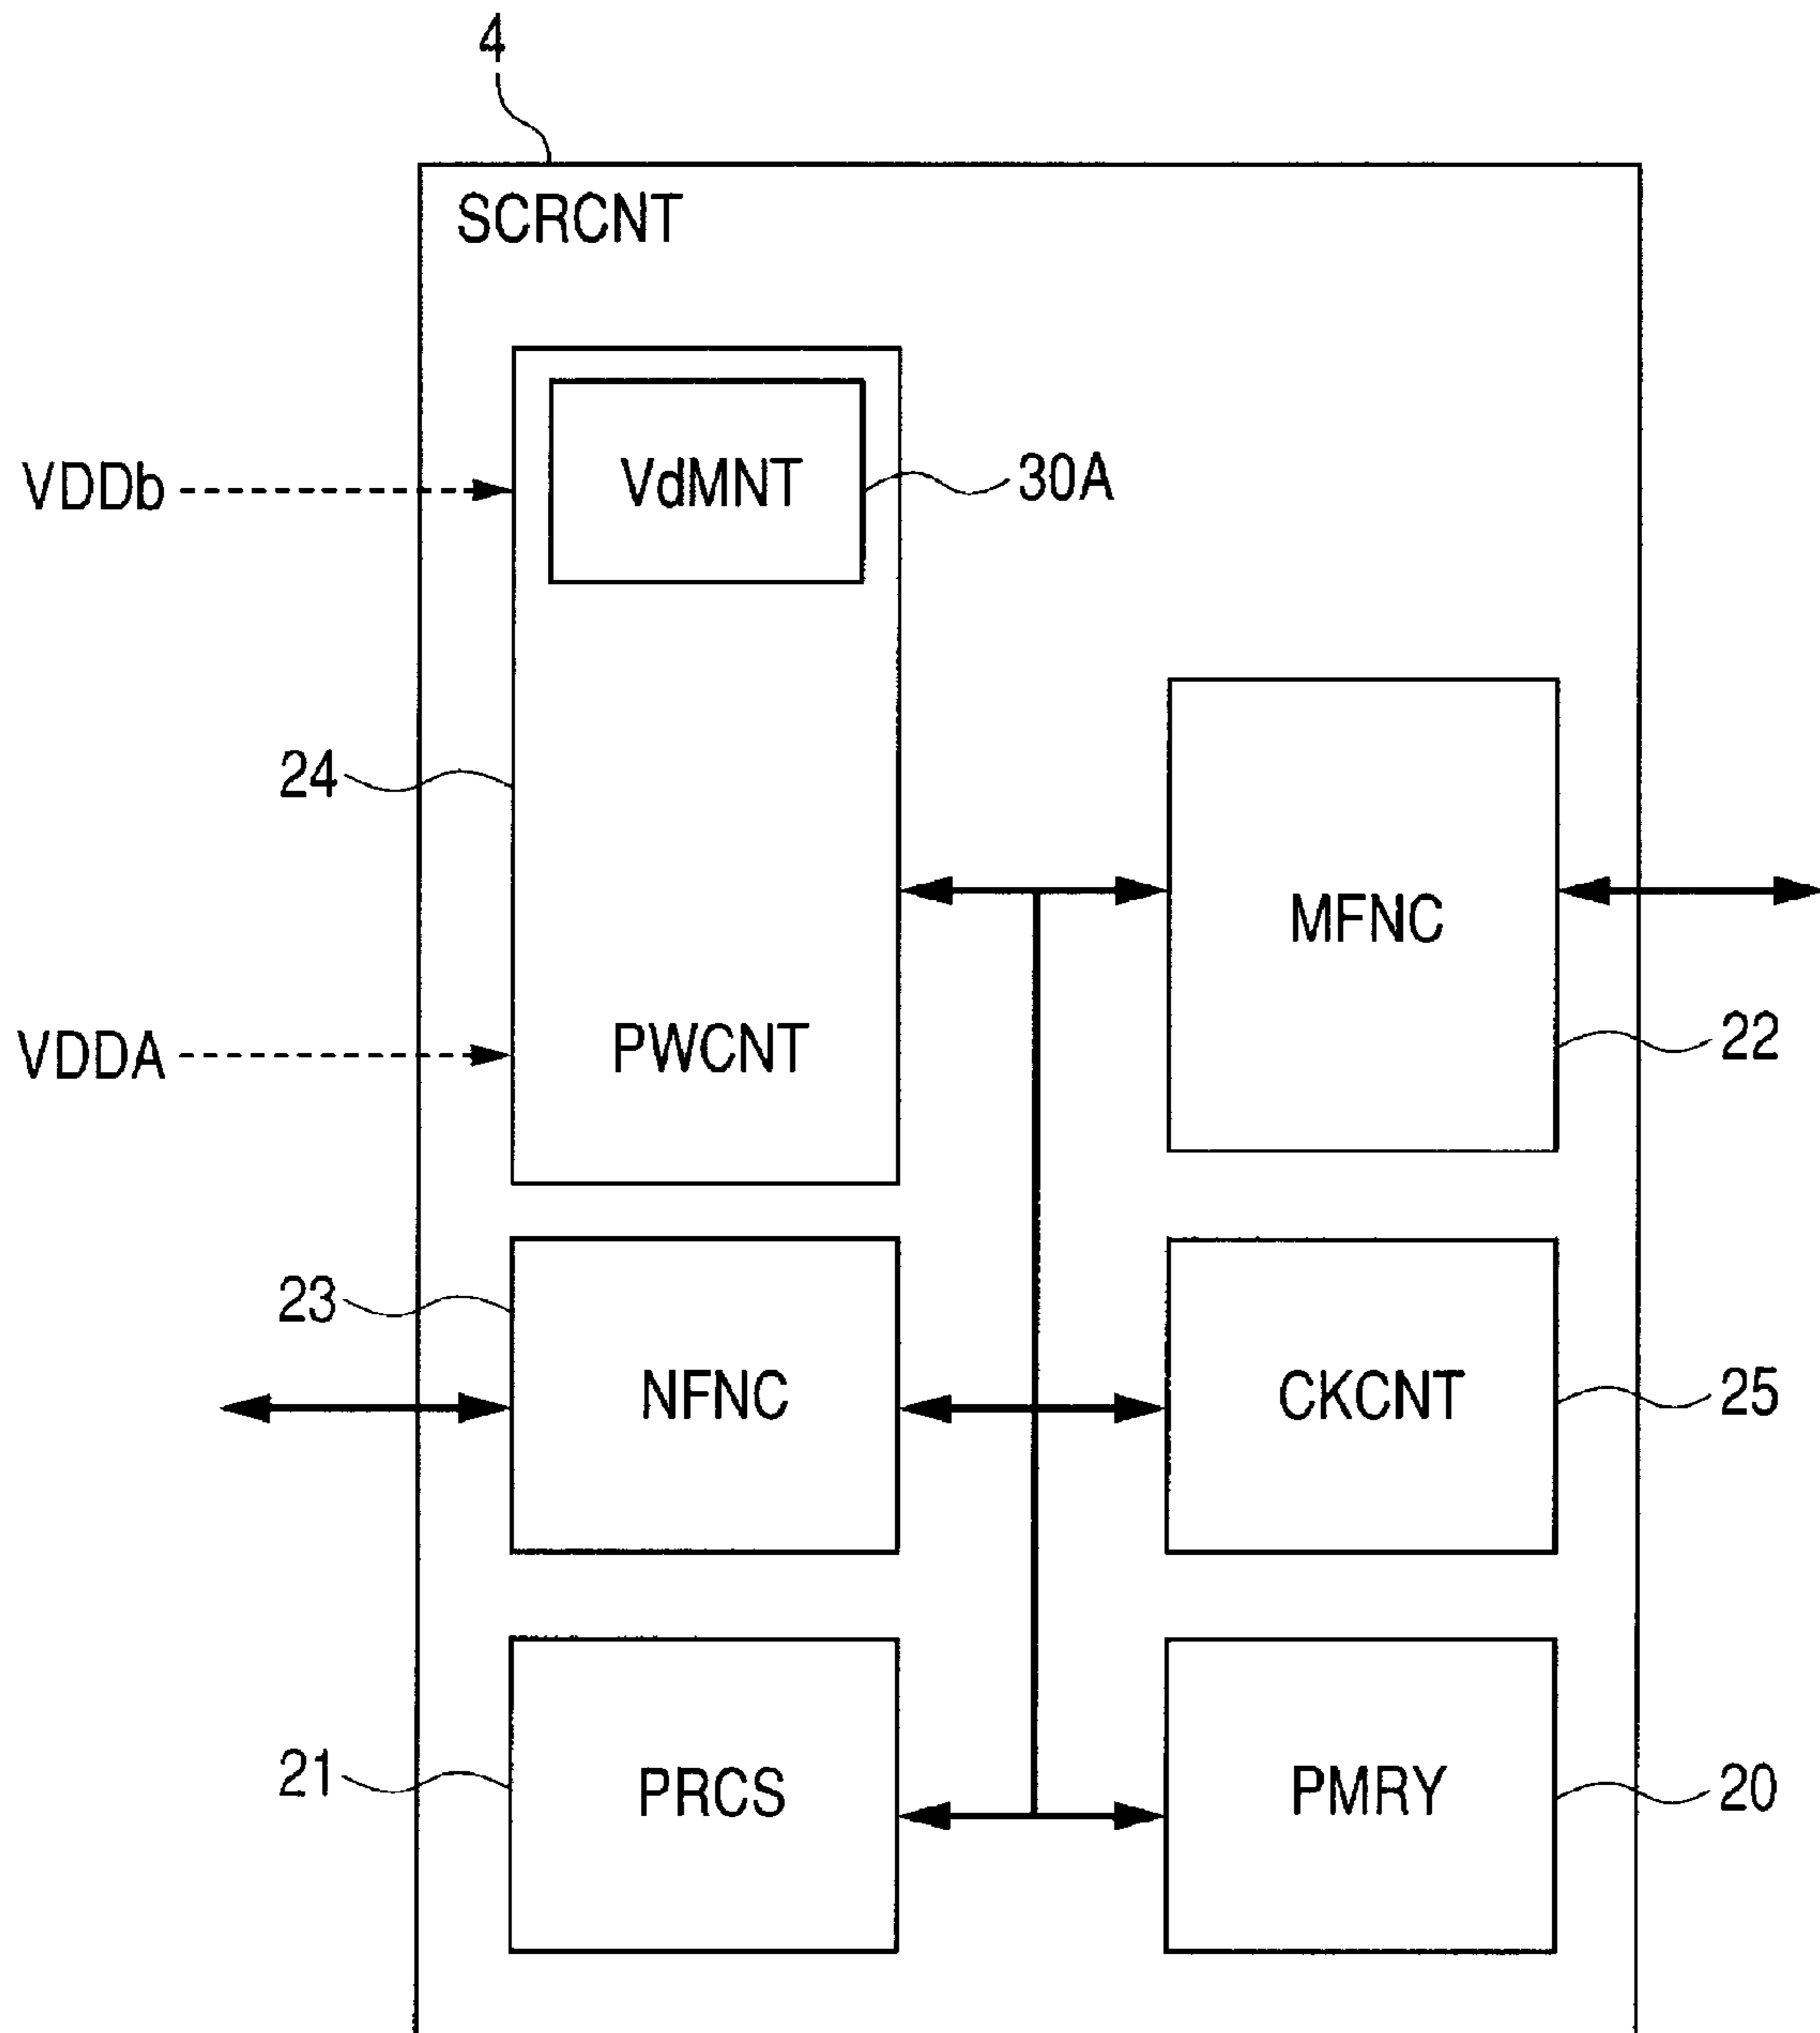 4
SCRCNT
VDDb
VdMNT
30A
24
MFNC
VDDA
PWCNT
22
23
NFNC
CKCNT
25
21
PRCS
PMRY
20